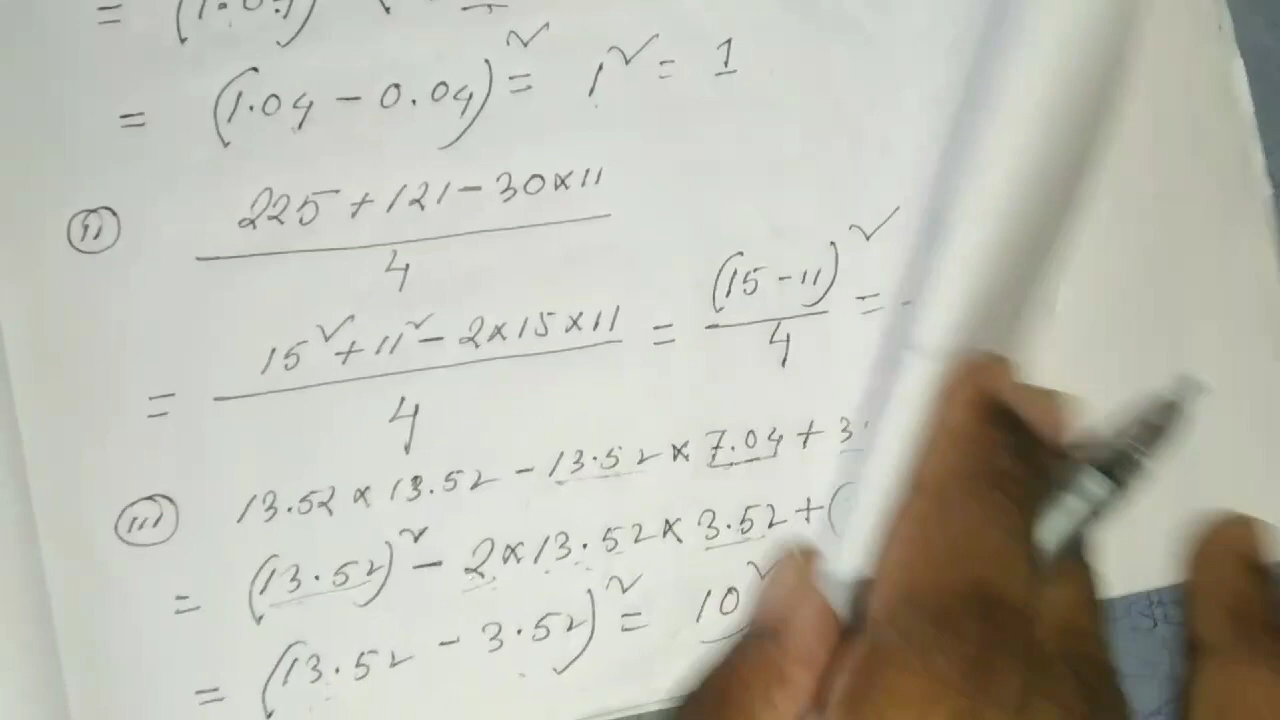 = (1.04)
= (1.04 - 0.04)² = 1² = 1
(ii) 225 + 121 - 30 × 11
4
= 15² + 11² - 2 × 15 × 11 / 4 = (15 - 11)² / 4 =
(iii) 13.52 × 13.52 - 13.52 × 7.04 + 3.
= (13.52)² - 2 × 13.52 × 3.52 + (
= (13.52 - 3.52)² = 10²